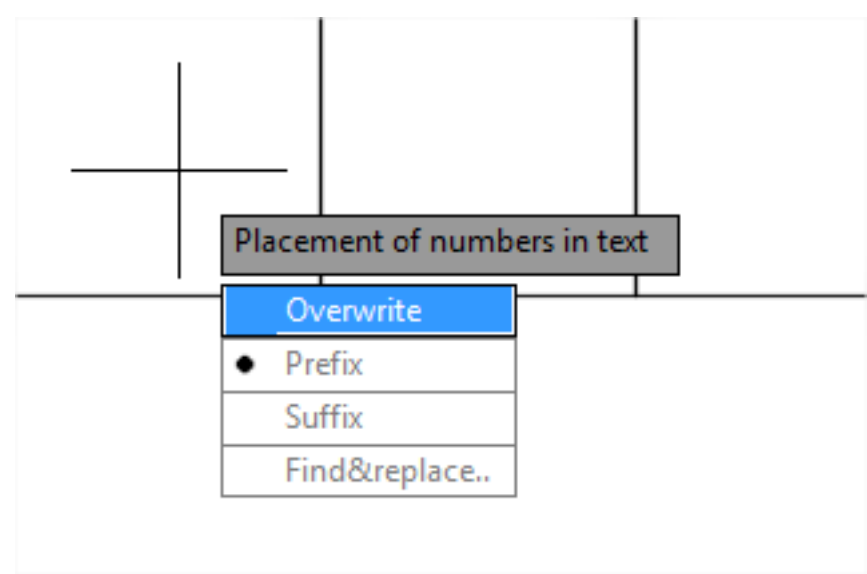 Placement of numbers in text
Overwrite
Prefix
Suffix
Find&replace..